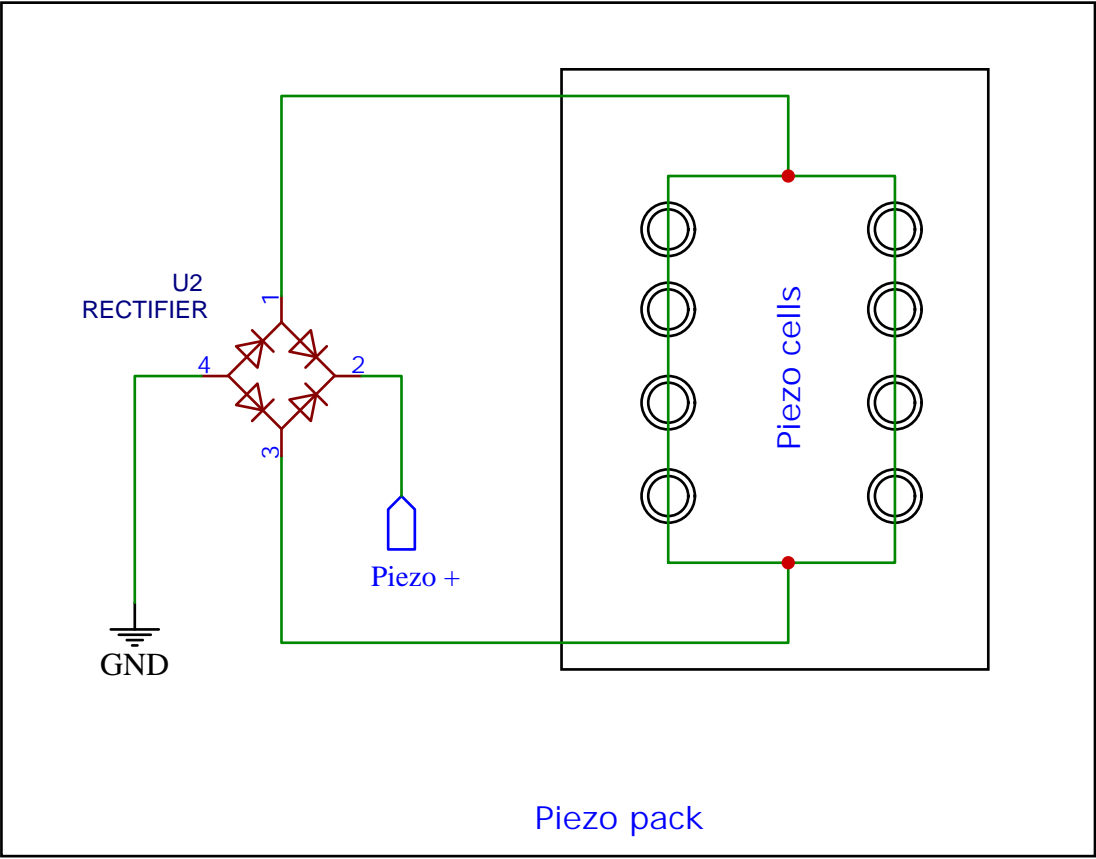 U2
RECTIFIER
1
4
2
3
Piezo cells
Piezo +
GND
Piezo pack